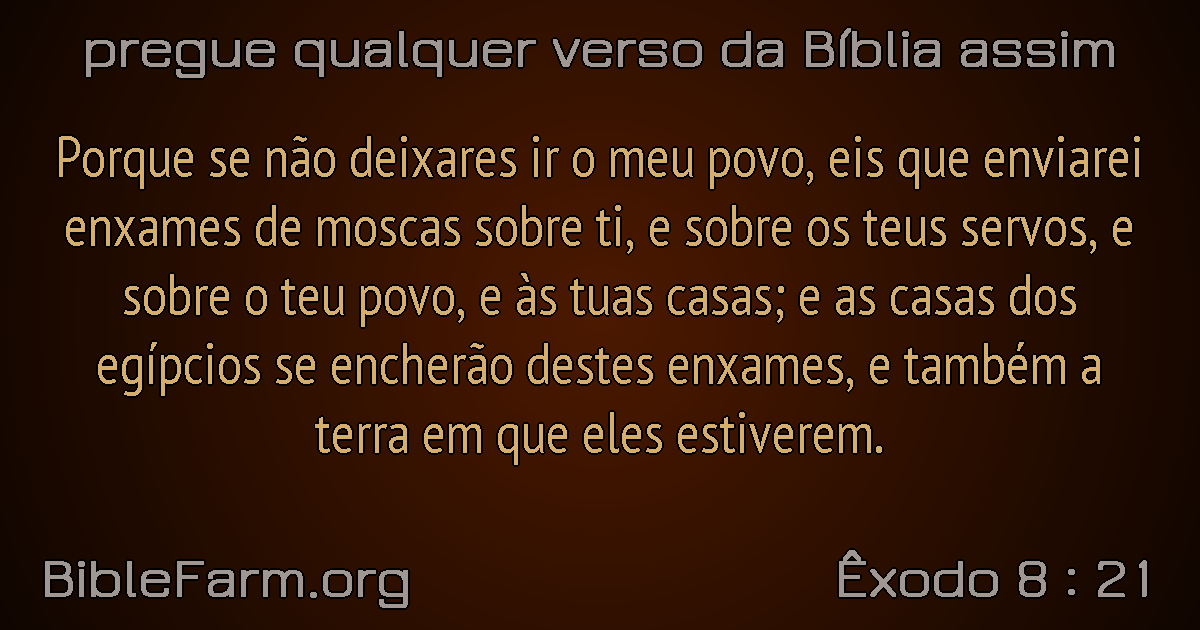 pregue qualquer verso da Bíblia assim
Porque se não deixares ir o meu povo, eis que enviarei
enxames de moscas sobre ti, e sobre os teus servos, e
sobre o teu povo, e às tuas casas; e as casas dos
egípcios se encherão destes enxames, e também a
terra em que eles estiverem.
BibleFarm.org
Êxodo 8 : 21